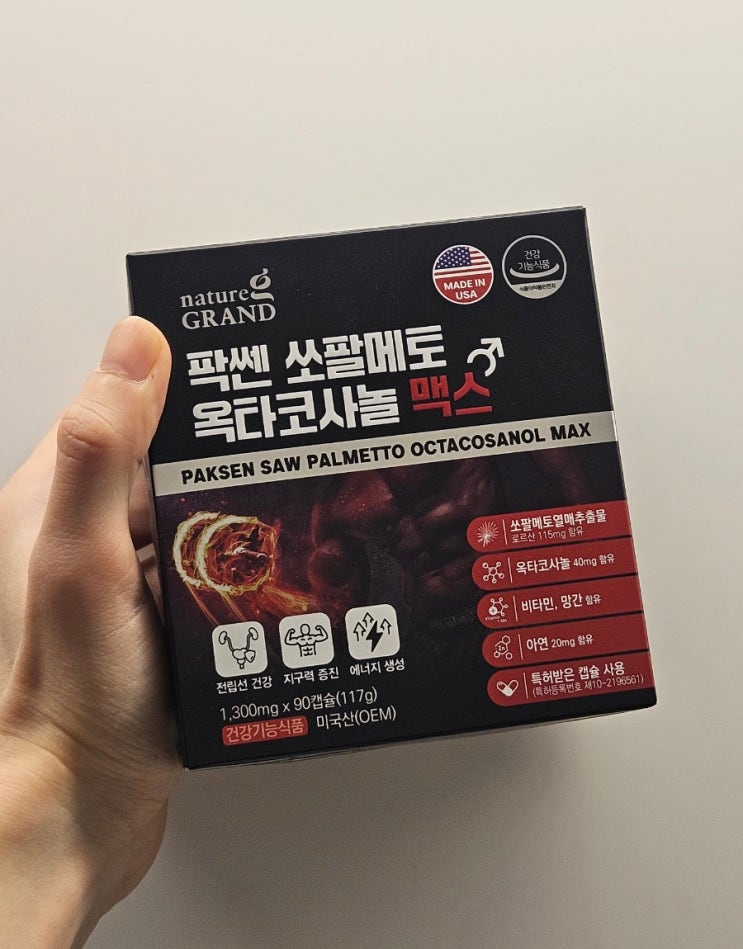 nature
GRAND
MADE IN
USA
건강
기능식품
식품의약품안전처
팍쎈 쏘팔메토
옥타코사놀 맥스
PAKSEN SAW PALMETTO OCTACOSANOL MAX
쏘팔메토열매추출물
로르산 115mg 함유
옥타코사놀 40mg 함유
비타민, 망간 함유
아연 20mg 함유
특허받은 캡슐 사용
(특허등록번호 제10-2196561)
전립선 건강
지구력 증진
에너지 생성
1,300mg x 90캡슐(117g)
건강기능식품 미국산(OEM)